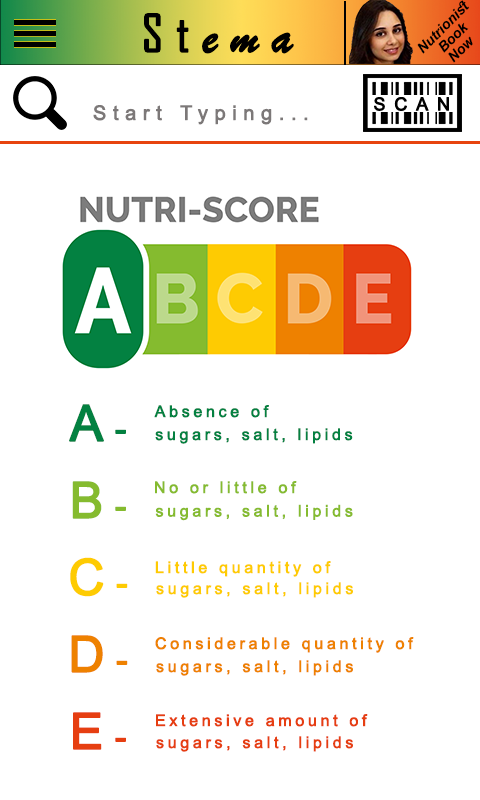 Stema
Nutrionist
Book
Now
Start Typing...
SCAN
NUTRI-SCORE
A B C D E
A - Absence of
sugars, salt, lipids
B - No or little of
sugars, salt, lipids
C - Little quantity of
sugars, salt, lipids
D - Considerable quantity of
sugars, salt, lipids
E - Extensive amount of
sugars, salt, lipids